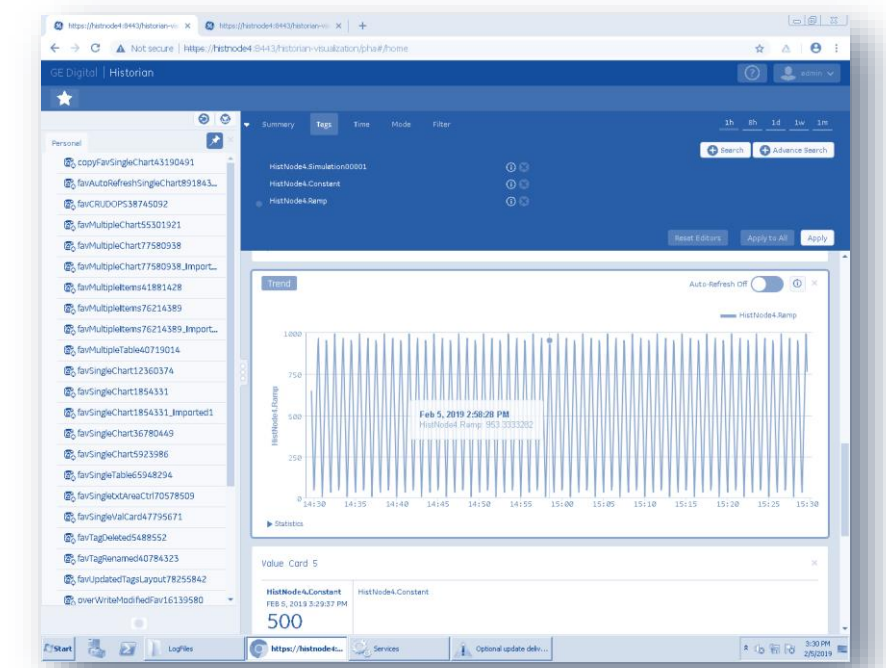 https://histnode4:8443/historian-vis
https://histnode4:8443/historian-vis
Not secure | https://histnode4:8443/historian-visualization/pha#/home
GE Digital | Historian
admin
Personal
copyFavSingleChart43190491
favAutoRefreshSingleChart891843...
favCRUDOPS38745092
favMultipleChart55301921
favMultipleChart77580938
favMultipleChart77580938_Import...
favMultipleItems41881428
favMultipleItems76214389
favMultipleItems76214389_Import...
favMultipleTable40719014
favSingleChart12360374
favSingleChart1854331
favSingleChart1854331_Imported1
favSingleChart36780449
favSingleChart5923986
favSingleTable65948294
favSingletxtAreaCtrl70578509
favSingleValCard47795671
favTagDeleted5488552
favTagRenamed40784323
favUpdatedTagsLayout78255842
overWriteModifiedFav16139580
Summary Tags Time Mode Filter
1h 8h 1d 1w 1m
Search Advance Search
HistNode4.Simulation00001
HistNode4.Constant
HistNode4.Ramp
Reset Editors Apply to All Apply
Trend
Auto-Refresh Off
HistNode4.Ramp
HistNode4.Ramp
1000
750
500
250
0
Feb 5, 2019 2:58:28 PM
HistNode4.Ramp: 953.3333282
14:30 14:35 14:40 14:45 14:50 14:55 15:00 15:05 15:10 15:15 15:20 15:25 15:30
Statistics
Value Card 5
HistNode4.Constant
FEB 5, 2019 3:29:37 PM
500
HistNode4.Constant
Start
LogFiles
https://histnode4:...
Services
Optional update deliv...
3:30 PM
2/5/2019